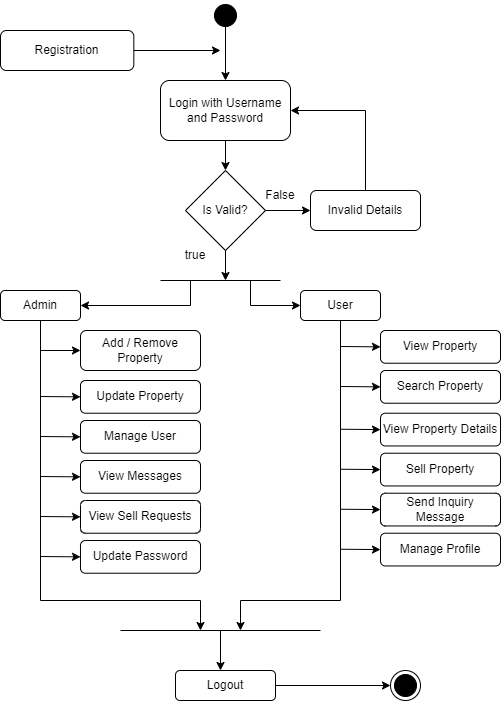 Registration
Login with Username
and Password
Is Valid?
False
Invalid Details
true
Admin
User
Add / Remove
Property
Update Property
Manage User
View Messages
View Sell Requests
Update Password
View Property
Search Property
View Property Details
Sell Property
Send Inquiry
Message
Manage Profile
Logout